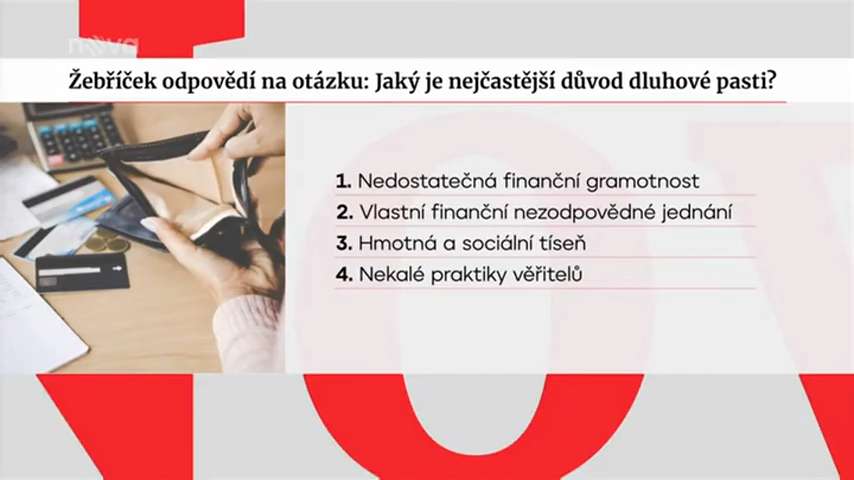 nova
Žebříček odpovědí na otázku: Jaký je nejčastější důvod dluhové pasti?
1. Nedostatečná finanční gramotnost
2. Vlastní finanční nezodpovědné jednání
3. Hmotná a sociální tíseň
4. Nekalé praktiky věřitelů